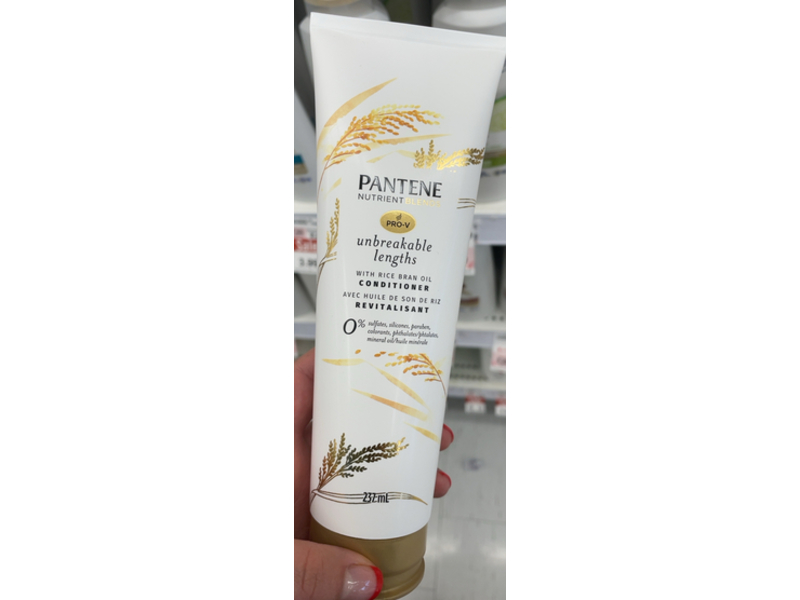 PANTENE
NUTRIENT BLENDS
PRO-V
unbreakable
lengths
WITH RICE BRAN OIL
CONDITIONER
AVEC HUILE DE SON DE RIZ
REVITALISANT
0% sulfates, silicones, paraben,
colorants, phthalates/phtalates,
mineral oil/huile minérale
237 mL